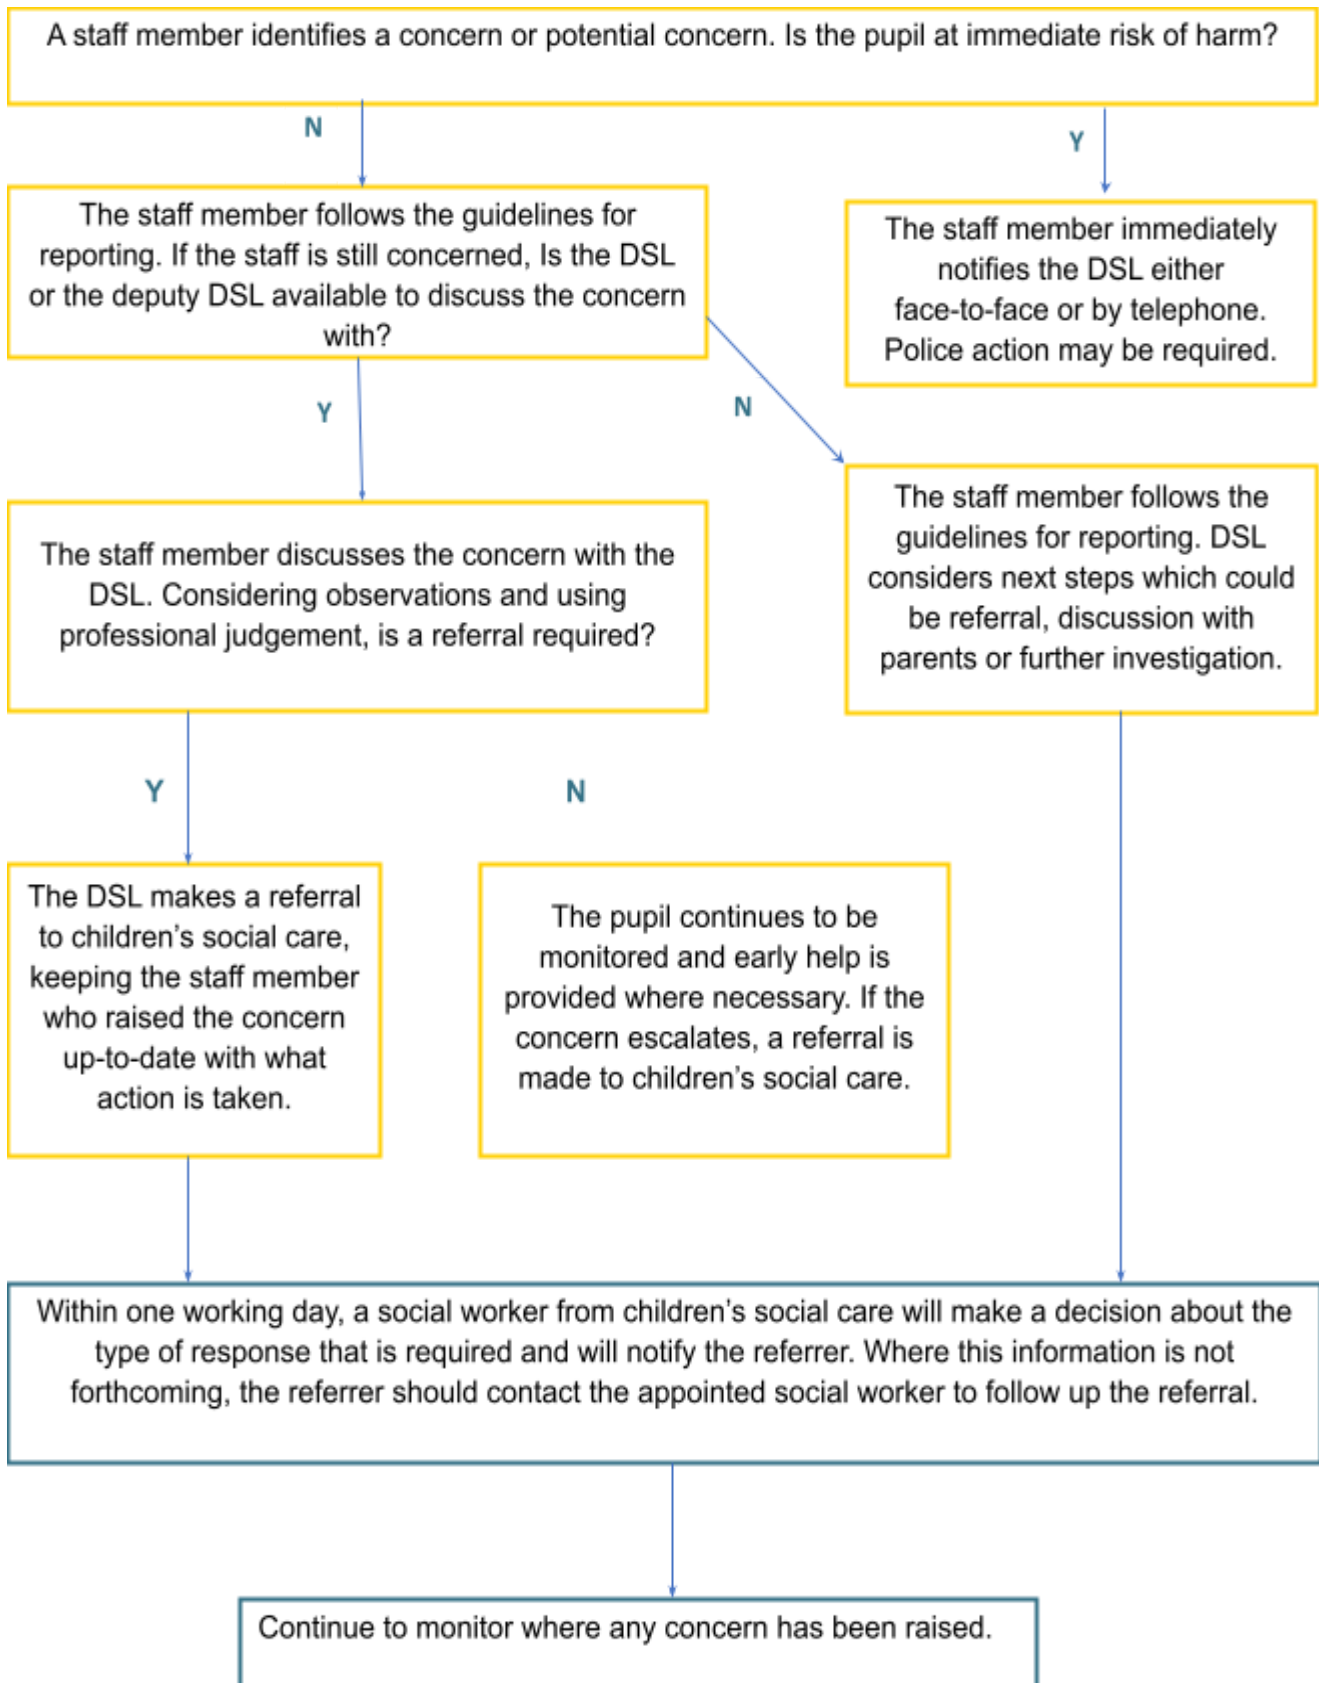 A staff member identifies a concern or potential concern. Is the pupil at immediate risk of harm?
N
Y
The staff member follows the guidelines for
reporting. If the staff is still concerned, Is the DSL
or the deputy DSL available to discuss the concern
with?
The staff member immediately
notifies the DSL either
face-to-face or by telephone.
Police action may be required.
Y
N
The staff member discusses the concern with the
DSL. Considering observations and using
professional judgement, is a referral required?
The staff member follows the
guidelines for reporting. DSL
considers next steps which could
be referral, discussion with
parents or further investigation.
Y
N
The DSL makes a referral
to children’s social care,
keeping the staff member
who raised the concern
up-to-date with what
action is taken.
The pupil continues to be
monitored and early help is
provided where necessary. If the
concern escalates, a referral is
made to children’s social care.
Within one working day, a social worker from children’s social care will make a decision about the
type of response that is required and will notify the referrer. Where this information is not
forthcoming, the referrer should contact the appointed social worker to follow up the referral.
Continue to monitor where any concern has been raised.